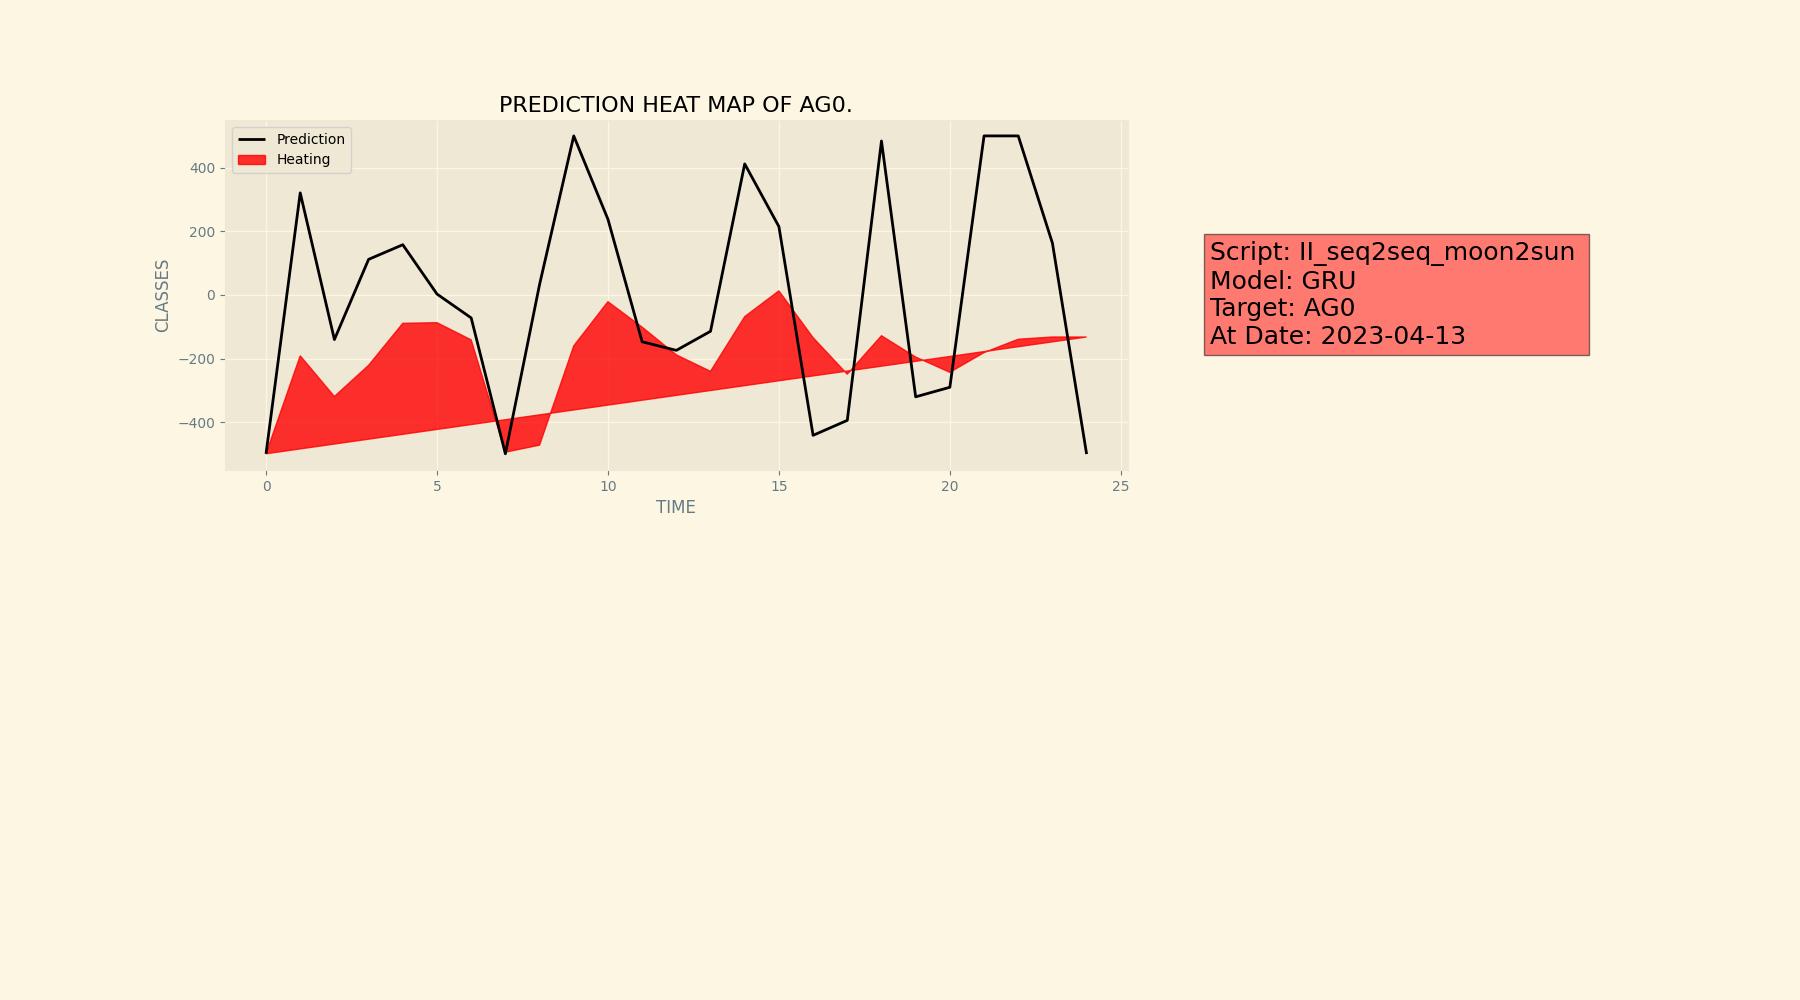 PREDICTION HEAT MAP OF AG0.
Prediction
Heating
CLASSES
400
200
0
−200
−400
0 5 10 15 20 25
TIME
Script: II_seq2seq_moon2sun
Model: GRU
Target: AG0
At Date: 2023-04-13